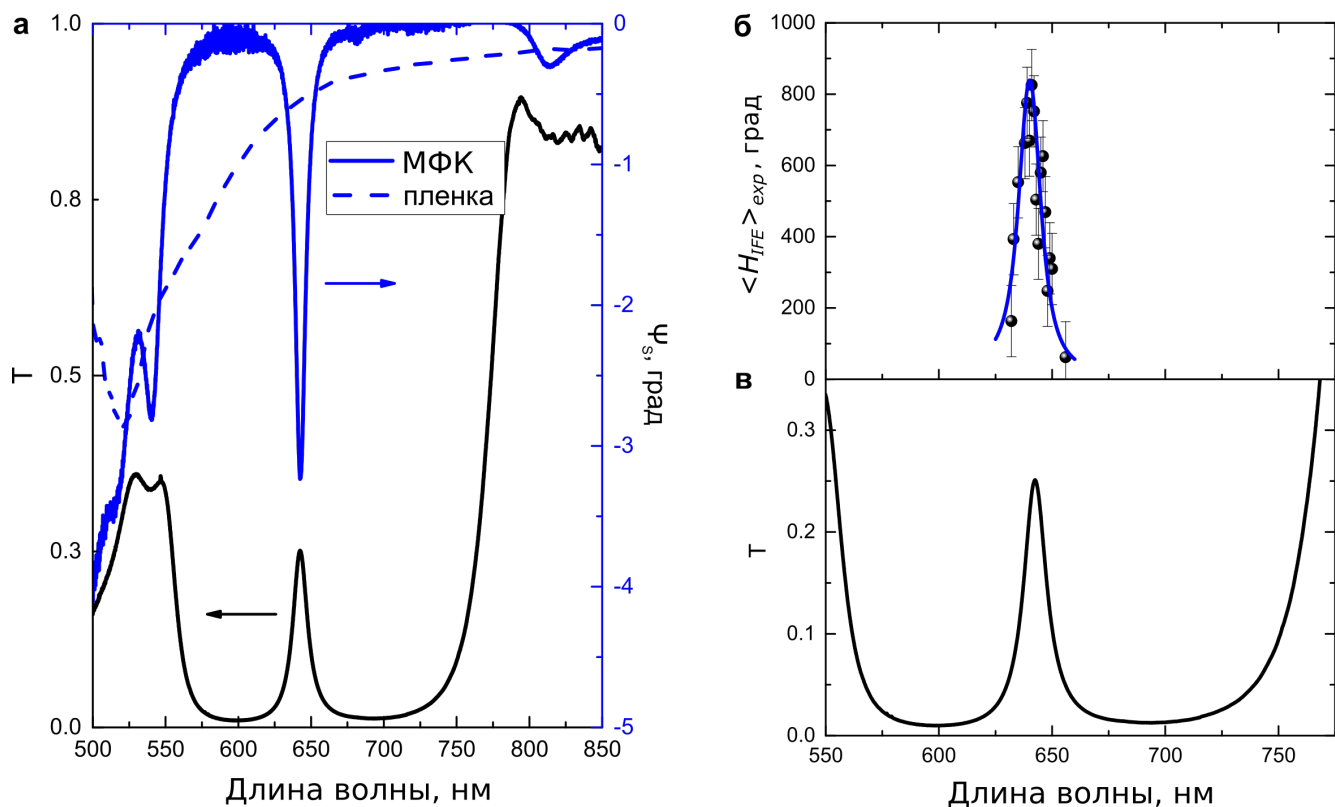 а
1.0
0.8
0.5
0.3
0.0
T
500 550 600 650 700 750 800 850
Длина волны, нм
0
-1
-2
-3
-4
-5
Ψs, град
МФК
пленка
б
1000
800
600
400
200
0
<H_IFE>_exp, град
в
0.3
0.2
0.1
0.0
T
550 600 650 700 750
Длина волны, нм